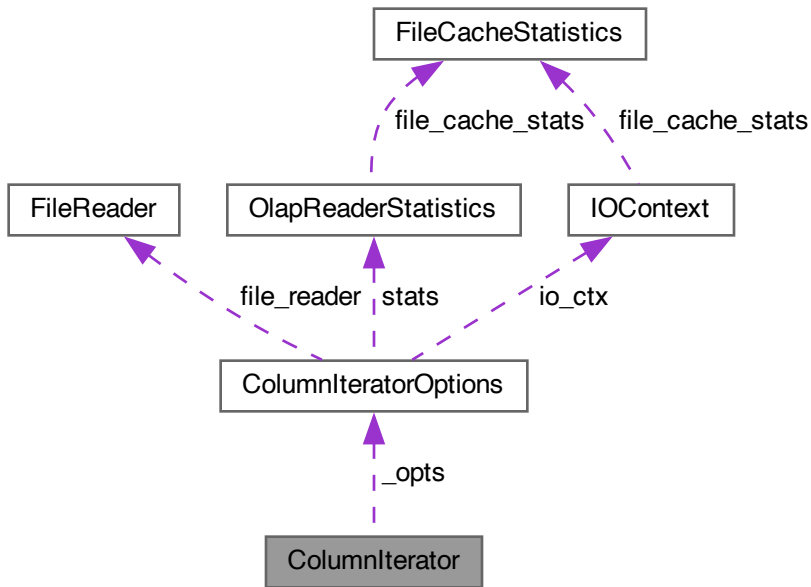 FileCacheStatistics
file_cache_stats
file_cache_stats
FileReader
OlapReaderStatistics
IOContext
file_reader
stats
io_ctx
ColumnIteratorOptions
_opts
ColumnIterator